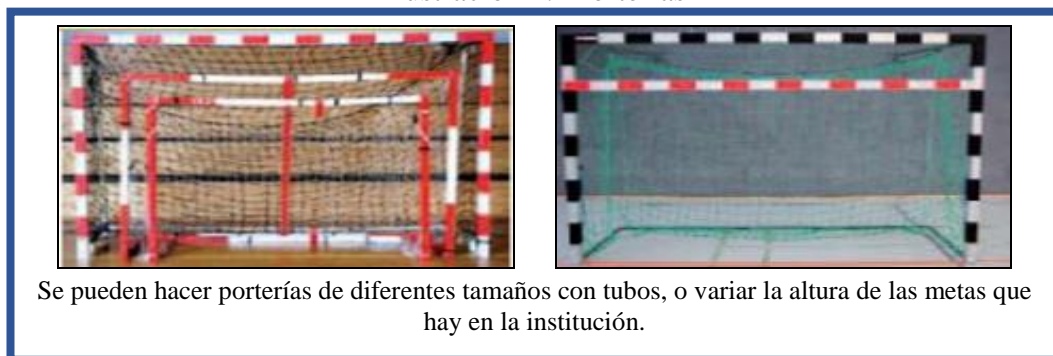 Se pueden hacer porterías de diferentes tamaños con tubos, o variar la altura de las metas que
hay en la institución.